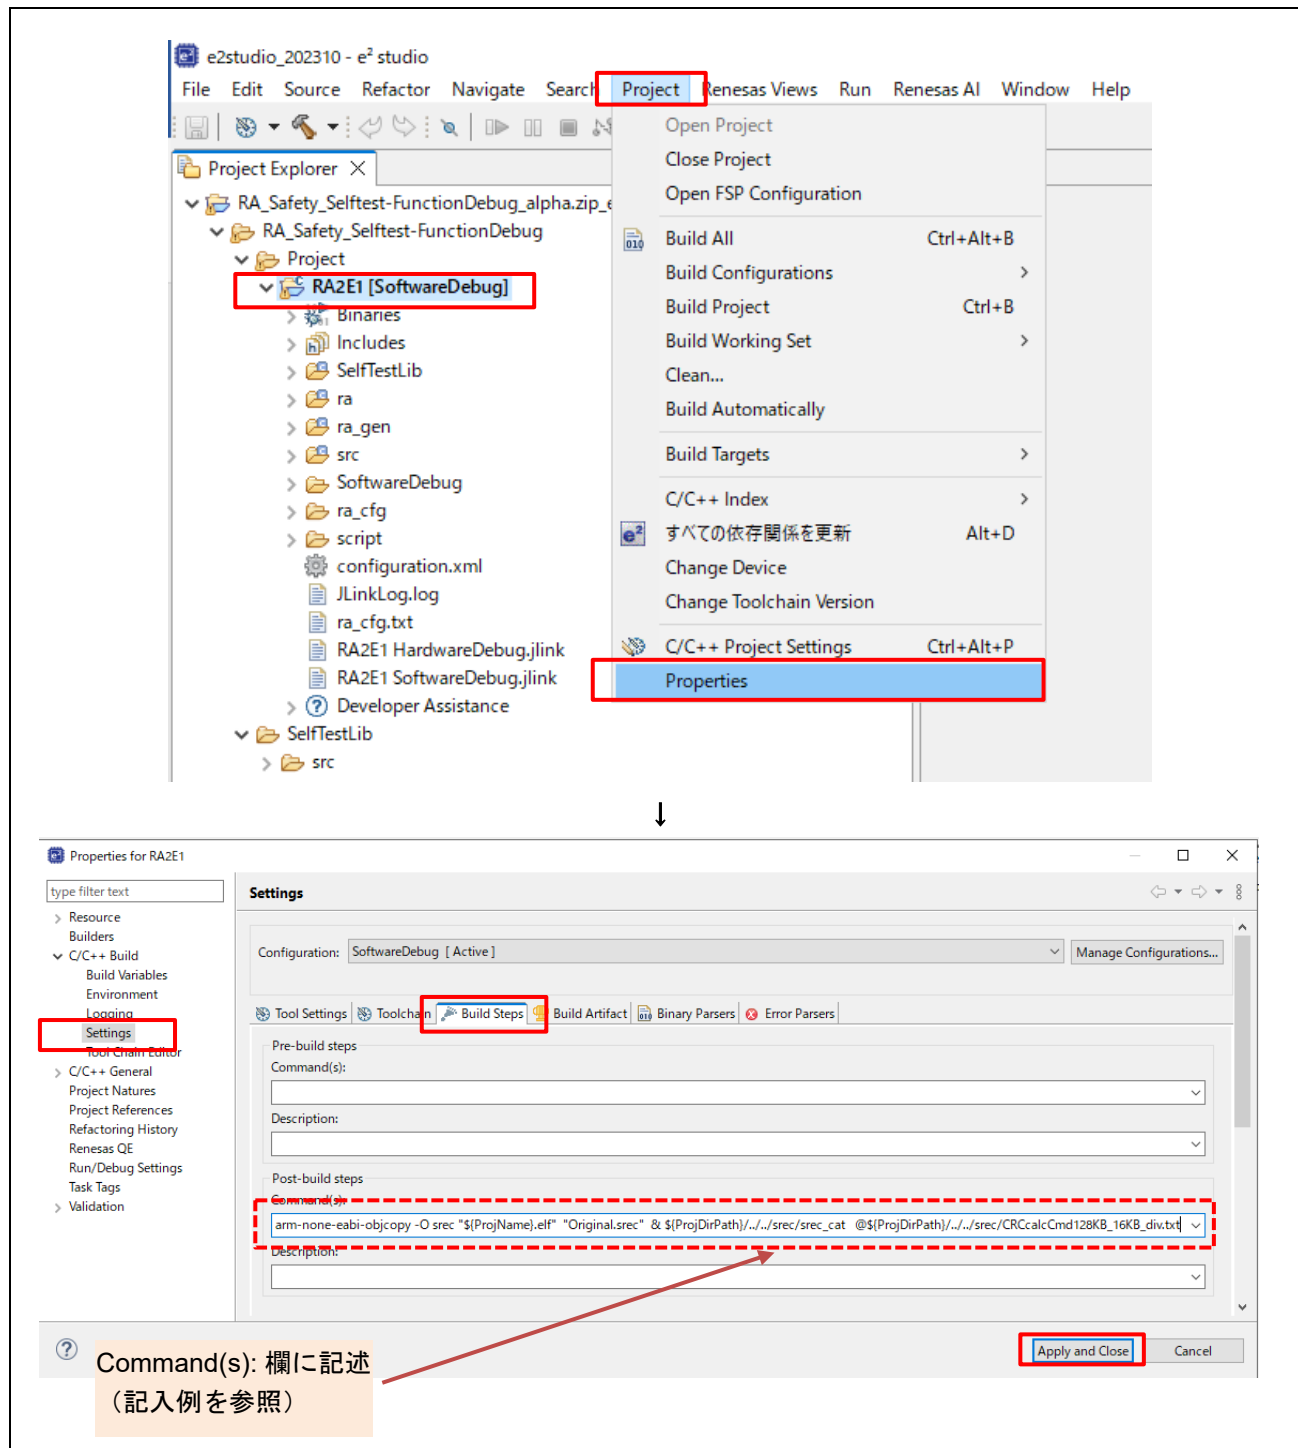 e2studio_202310 - e² studio
File Edit Source Refactor Navigate Search Project Renesas Views Run Renesas AI Window Help
Project Explorer
RA_Safety_Selftest-FunctionDebug_alpha.zip_e
RA_Safety_Selftest-FunctionDebug
Project
RA2E1 [SoftwareDebug]
Binaries
Includes
SelfTestLib
ra
ra_gen
src
SoftwareDebug
ra_cfg
script
configuration.xml
JLinkLog.log
ra_cfg.txt
RA2E1 HardwareDebug.jlink
RA2E1 SoftwareDebug.jlink
Developer Assistance
SelfTestLib
src
Open Project
Close Project
Open FSP Configuration
Build All Ctrl+Alt+B
Build Configurations
Build Project Ctrl+B
Build Working Set
Clean...
Build Automatically
Build Targets
C/C++ Index
すべての依存関係を更新 Alt+D
Change Device
Change Toolchain Version
C/C++ Project Settings Ctrl+Alt+P
Properties
↓
Properties for RA2E1
type filter text
Resource
Builders
C/C++ Build
Build Variables
Environment
Logging
Settings
Tool Chain Editor
C/C++ General
Project Natures
Project References
Refactoring History
Renesas QE
Run/Debug Settings
Task Tags
Validation
Settings
Configuration: SoftwareDebug [ Active ] Manage Configurations...
Tool Settings Toolchain Build Steps Build Artifact Binary Parsers Error Parsers
Pre-build steps
Command(s):
Description:
Post-build steps
Command(s):
arm-none-eabi-objcopy -O srec "${ProjName}.elf" "Original.srec" & ${ProjDirPath}/../../srec/srec_cat @${ProjDirPath}/../../srec/CRCcalcCmd128KB_16KB_div.txt
Description:
Apply and Close Cancel
Command(s): 欄に記述
（記入例を参照）